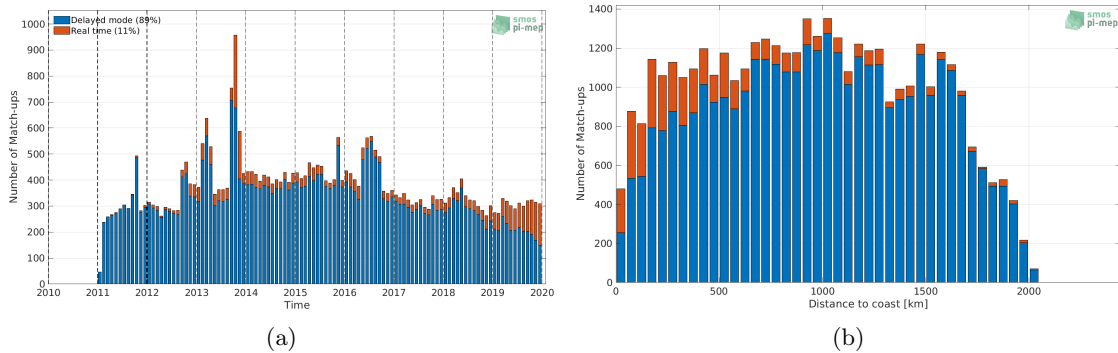 Delayed mode (89%)
Real time (11%)
smos
pi-mep
1000
900
800
700
600
500
400
300
200
100
0
Number of Match-ups
2010 2011 2012 2013 2014 2015 2016 2017 2018 2019 2020
Time
(a)
smos
pi-mep
1400
1200
1000
800
600
400
200
0
Number of Match-ups
0 500 1000 1500 2000
Distance to coast [km]
(b)